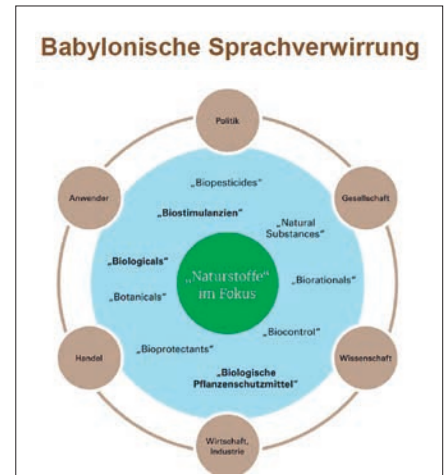 Babylonische Sprachverwirrung
Politik
Anwender
Gesellschaft
„Biopesticides"
„Biostimulanzien"
„Natural
Substances"
„Biologicals"
„Naturstoffe"
im Fokus
„Biorationals"
„Botanicals"
„Biocontrol"
„Bioprotectants"
Handel
Wissenschaft
„Biologische
Pflanzenschutzmittel"
Wirtschaft,
Industrie